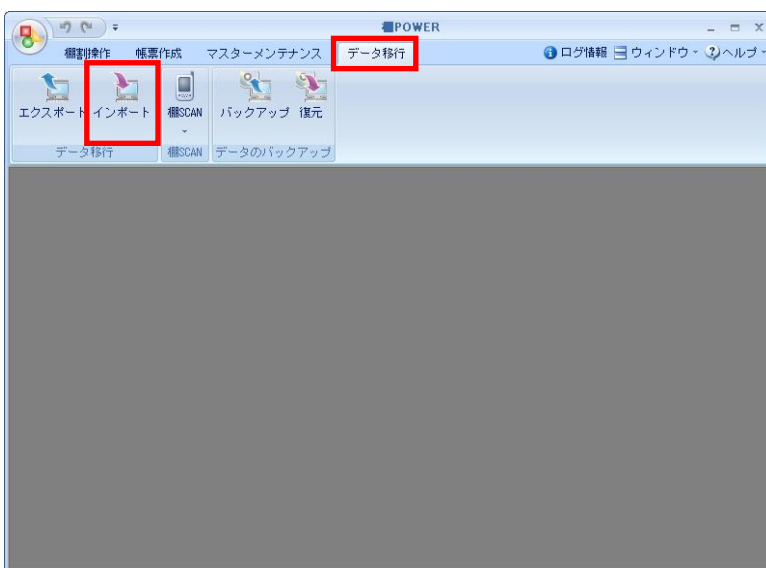 棚POWER
棚割操作 帳票作成 マスターメンテナンス データ移行 ログ情報 ウィンドウ ヘルプ
エクスポート インポート 棚SCAN バックアップ 復元
データ移行 棚SCAN データのバックアップ